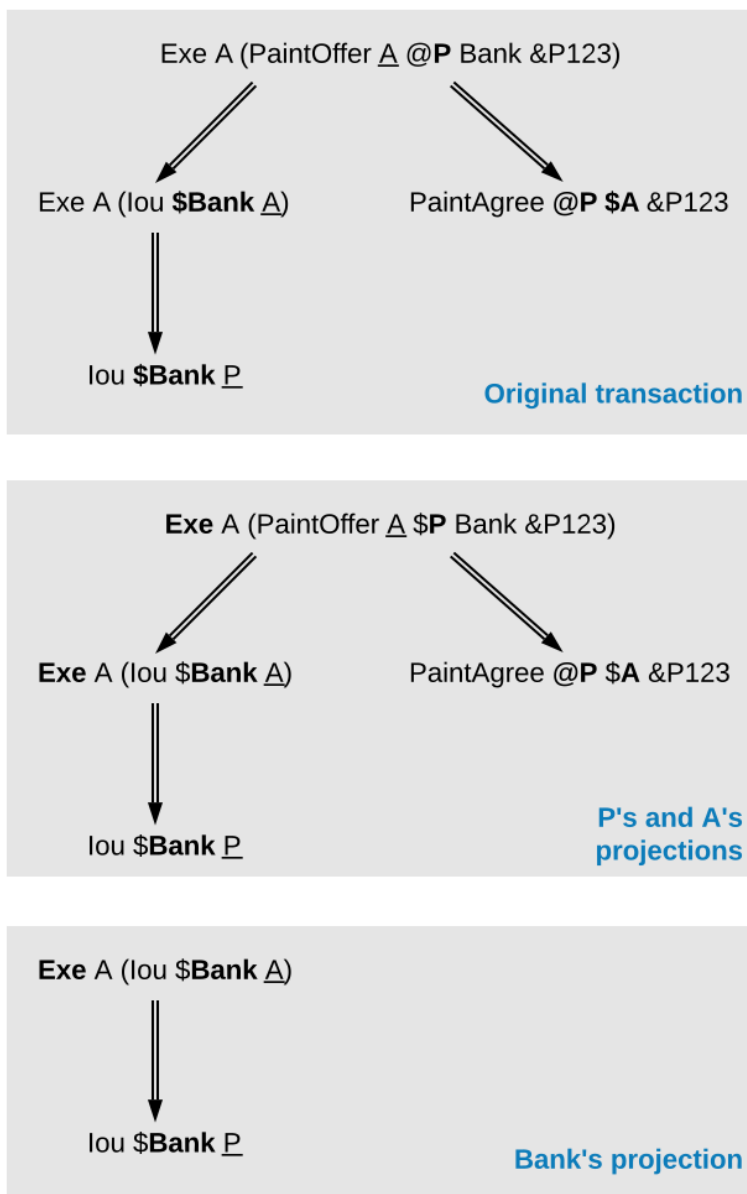 Exe A (PaintOffer A @P Bank &P123)
Exe A (Iou $Bank A) PaintAgree @P $A &P123
Iou $Bank P
Original transaction
Exe A (PaintOffer A $P Bank &P123)
Exe A (Iou $Bank A) PaintAgree @P $A &P123
Iou $Bank P
P's and A's
projections
Exe A (Iou $Bank A)
Iou $Bank P
Bank's projection